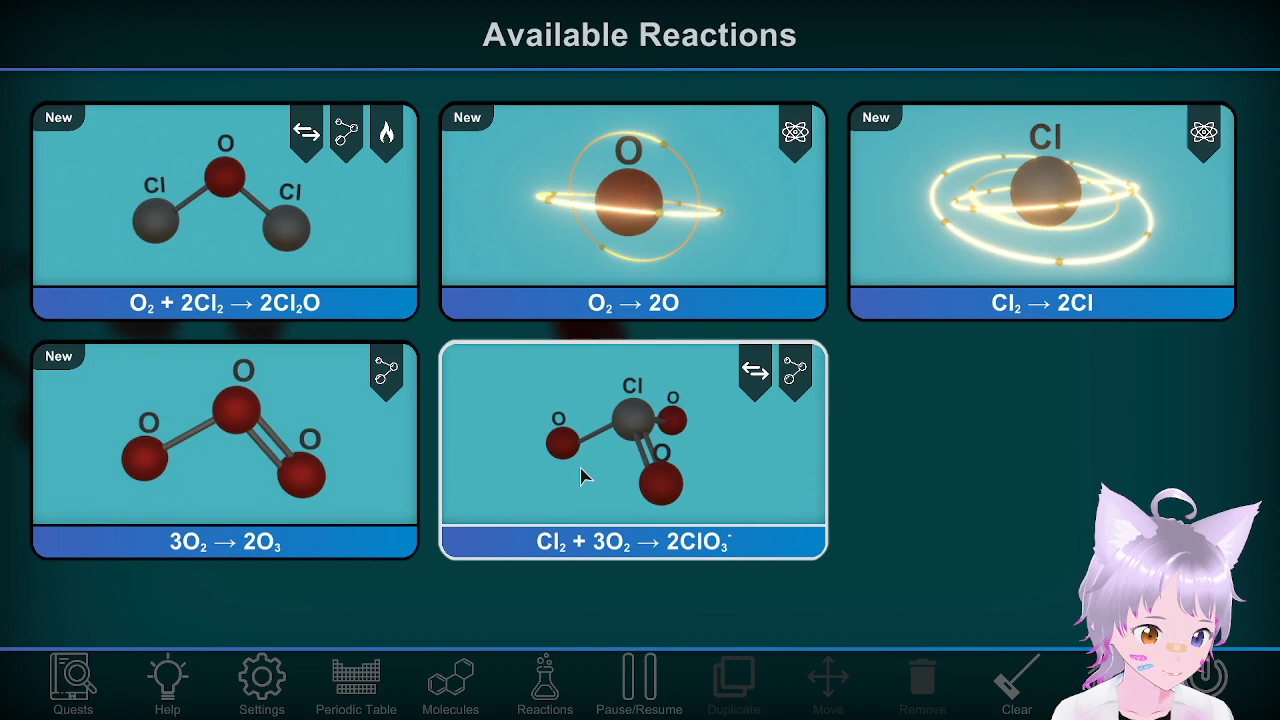 Available Reactions
New
O
Cl
Cl
O₂ + 2Cl₂ → 2Cl₂O
New
O
O₂ → 2O
New
Cl
Cl₂ → 2Cl
New
O
O
O
3O₂ → 2O₃
Cl
O
O
O
Cl₂ + 3O₂ → 2ClO₃⁻
Quests
Help
Settings
Periodic Table
Molecules
Reactions
Pause/Resume
Duplicate
Move
Remove
Clear